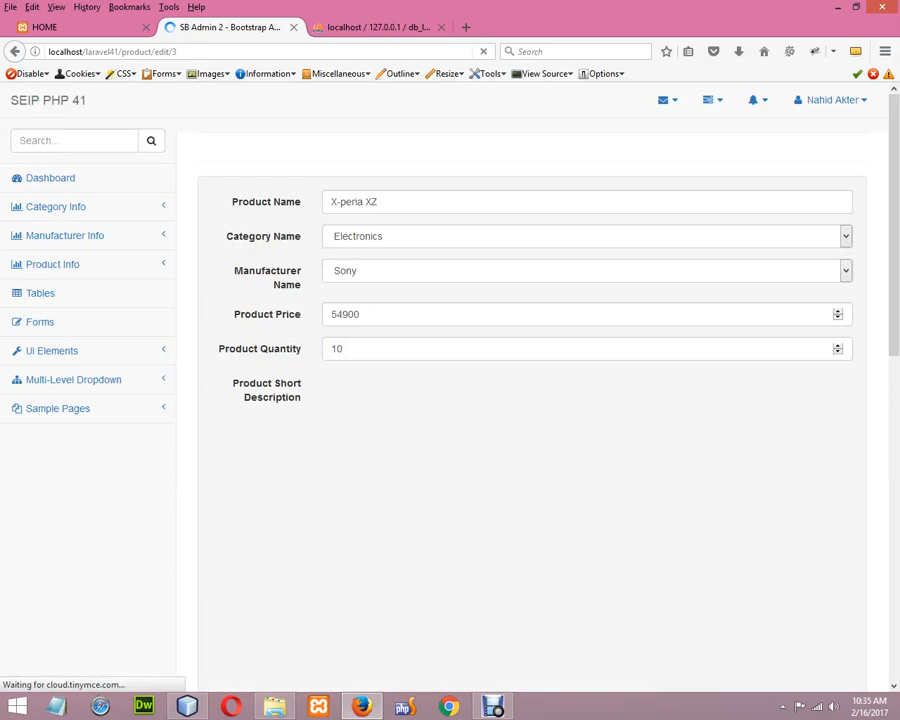 File Edit View History Bookmarks Tools Help
HOME
SB Admin 2 - Bootstrap A...
localhost / 127.0.0.1 / db_l...
localhost/laravel41/product/edit/3
Search
Disable Cookies CSS Forms Images Information Miscellaneous Outline Resize Tools View Source Options
SEIP PHP 41
Nahid Akter
Search...
Dashboard
Category Info
Manufacturer Info
Product Info
Tables
Forms
UI Elements
Multi-Level Dropdown
Sample Pages
Product Name
X-peria XZ
Category Name
Electronics
Manufacturer
Name
Sony
Product Price
54900
Product Quantity
10
Product Short
Description
Waiting for cloud.tinymce.com...
Dw
php
10:35 AM
2/16/2017